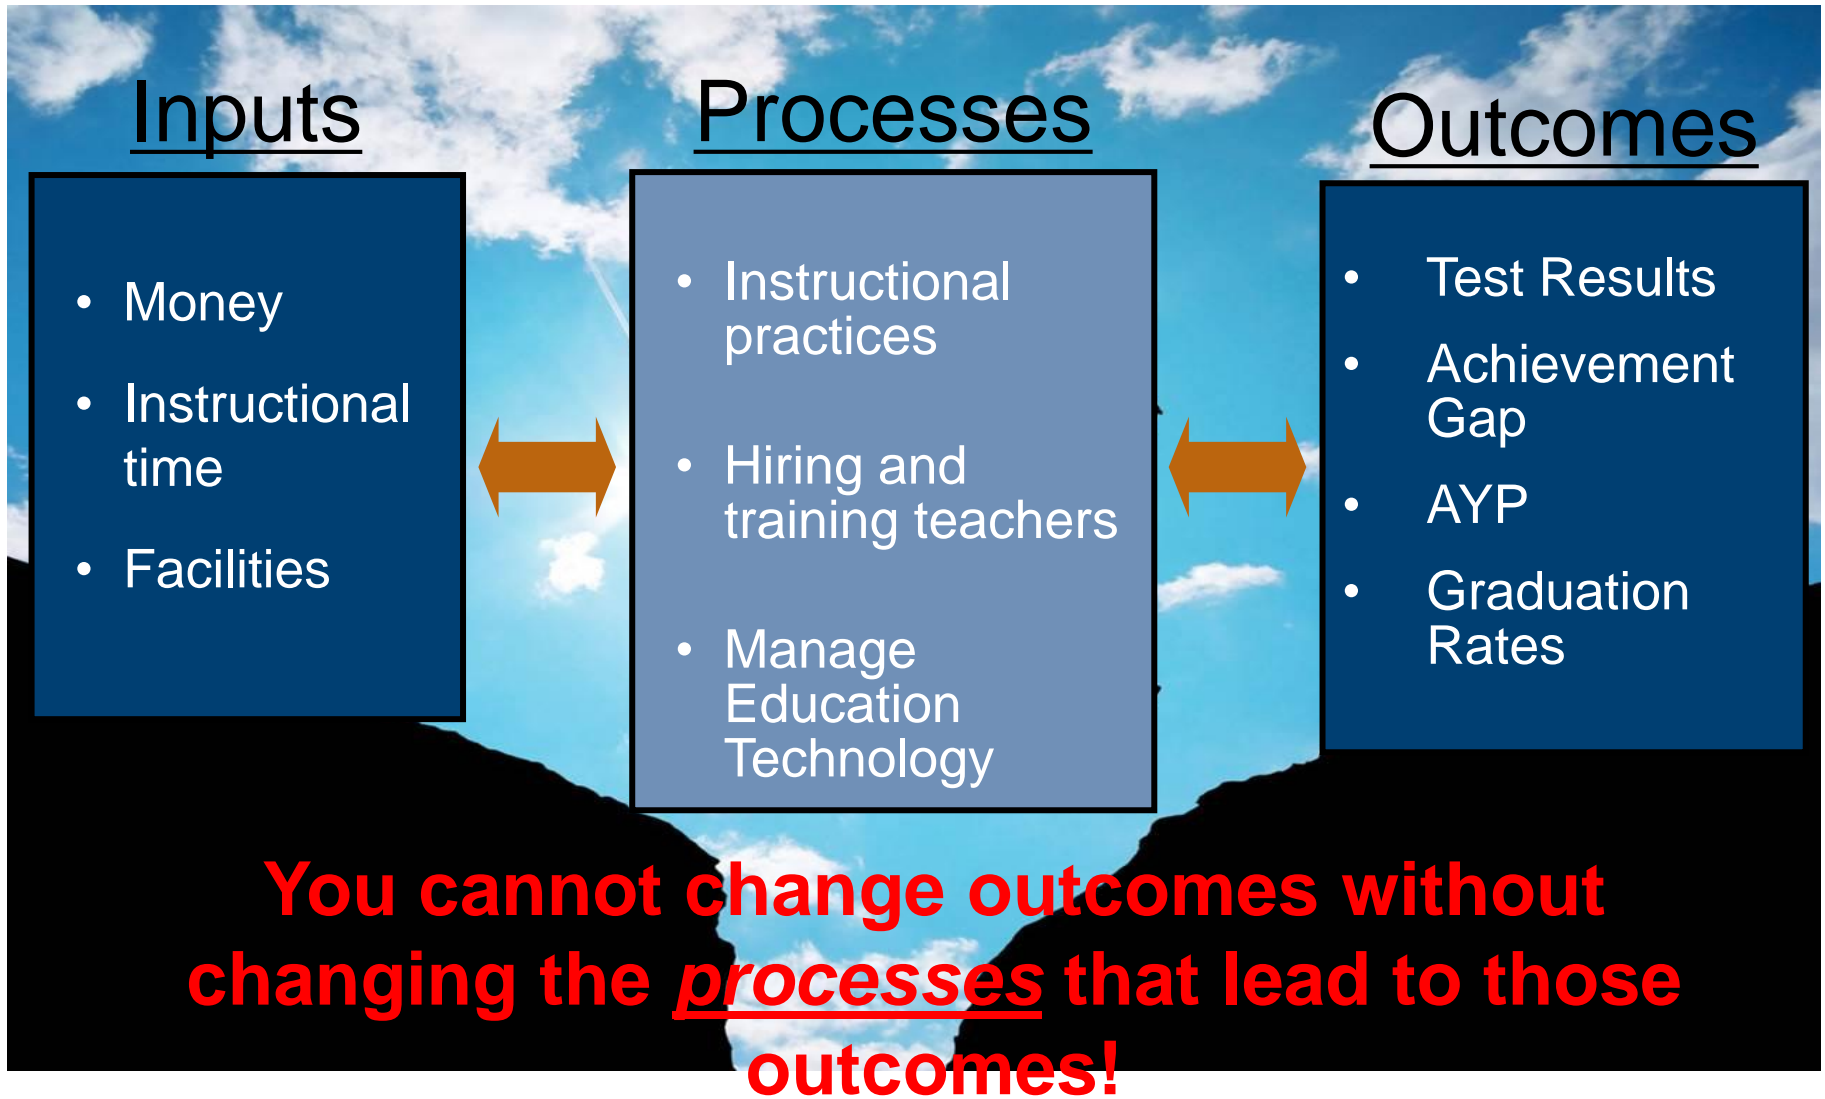 Inputs
• Money
• Instructional
time
• Facilities
Processes
• Instructional
practices
• Hiring and
training teachers
• Manage
Education
Technology
Outcomes
• Test Results
• Achievement
Gap
• AYP
• Graduation
Rates
You cannot change outcomes without
changing the processes that lead to those
outcomes!